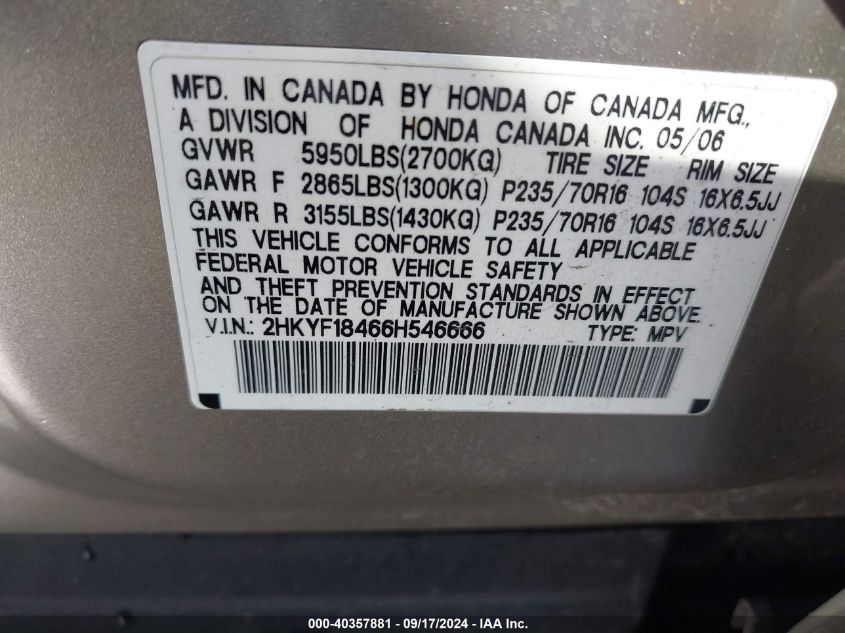 MFD. IN CANADA BY HONDA OF CANADA MFG.,
A DIVISION OF HONDA CANADA INC. 05/06
GVWR 5950LBS(2700KG) TIRE SIZE RIM SIZE
GAWR F 2865LBS(1300KG) P235/70R16 104S 16X6.5JJ
GAWR R 3155LBS(1430KG) P235/70R16 104S 16X6.5JJ
THIS VEHICLE CONFORMS TO ALL APPLICABLE
FEDERAL MOTOR VEHICLE SAFETY
AND THEFT PREVENTION STANDARDS IN EFFECT
ON THE DATE OF MANUFACTURE SHOWN ABOVE.
V.I.N.: 2HKYF18466H546666 TYPE: MPV
000-40357881 - 09/17/2024 - IAA Inc.